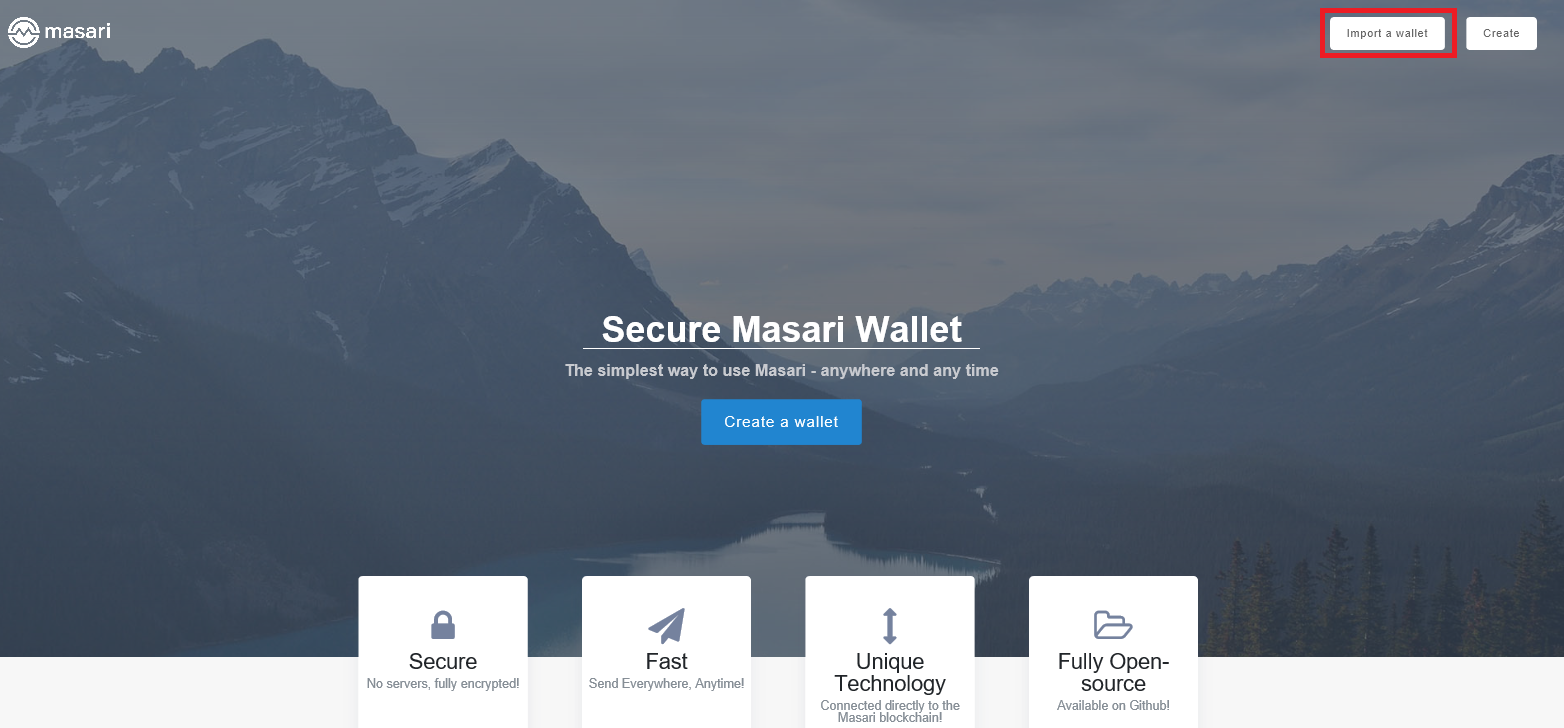 masari
Import a wallet
Create
Secure Masari Wallet
The simplest way to use Masari - anywhere and any time
Create a wallet
Secure
No servers, fully encrypted!
Fast
Send Everywhere, Anytime!
Unique
Technology
Connected directly to the
Masari blockchain!
Fully Open-
source
Available on Github!